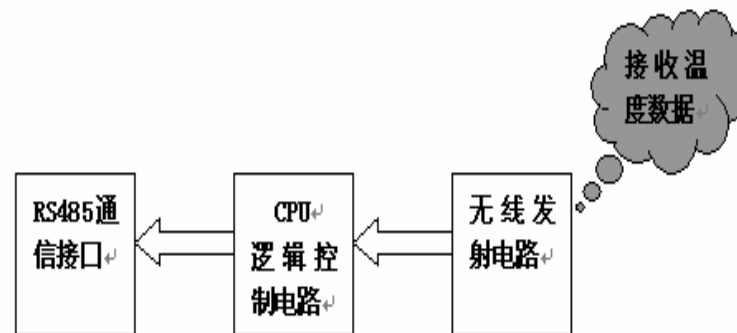 接收温
度数据
RS485通
信接口
CPU
逻辑控
制电路
无线发
射电路